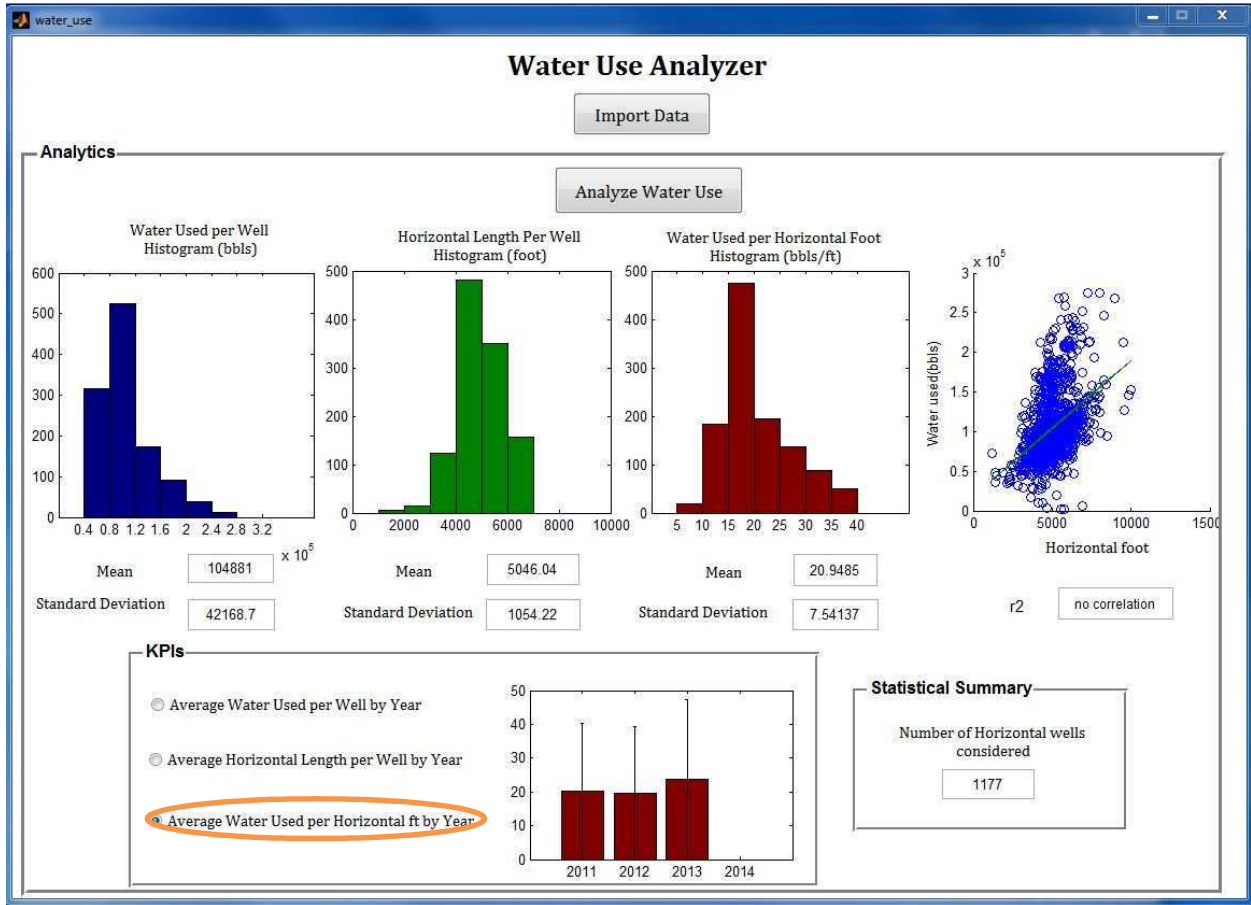 water_use
Water Use Analyzer
Import Data
Analytics
Analyze Water Use
Water Used per Well
Histogram (bbls)
600
500
400
300
200
100
0
0.4 0.8 1.2 1.6 2 2.4 2.8 3.2
x 10^5
Mean 104881
Standard Deviation 42168.7
Horizontal Length Per Well
Histogram (foot)
500
400
300
200
100
0
0 2000 4000 6000 8000 10000
Mean 5046.04
Standard Deviation 1054.22
Water Used per Horizontal Foot
Histogram (bbls/ft)
500
400
300
200
100
0
5 10 15 20 25 30 35 40
Mean 20.9485
Standard Deviation 7.54137
x 10^5
3
2.5
2
1.5
1
0.5
0
Water used(bbls)
0 5000 10000 1500
Horizontal foot
r2 no correlation
KPIs
Average Water Used per Well by Year
Average Horizontal Length per Well by Year
Average Water Used per Horizontal ft by Year
50
40
30
20
10
0
2011 2012 2013 2014
Statistical Summary
Number of Horizontal wells
considered
1177